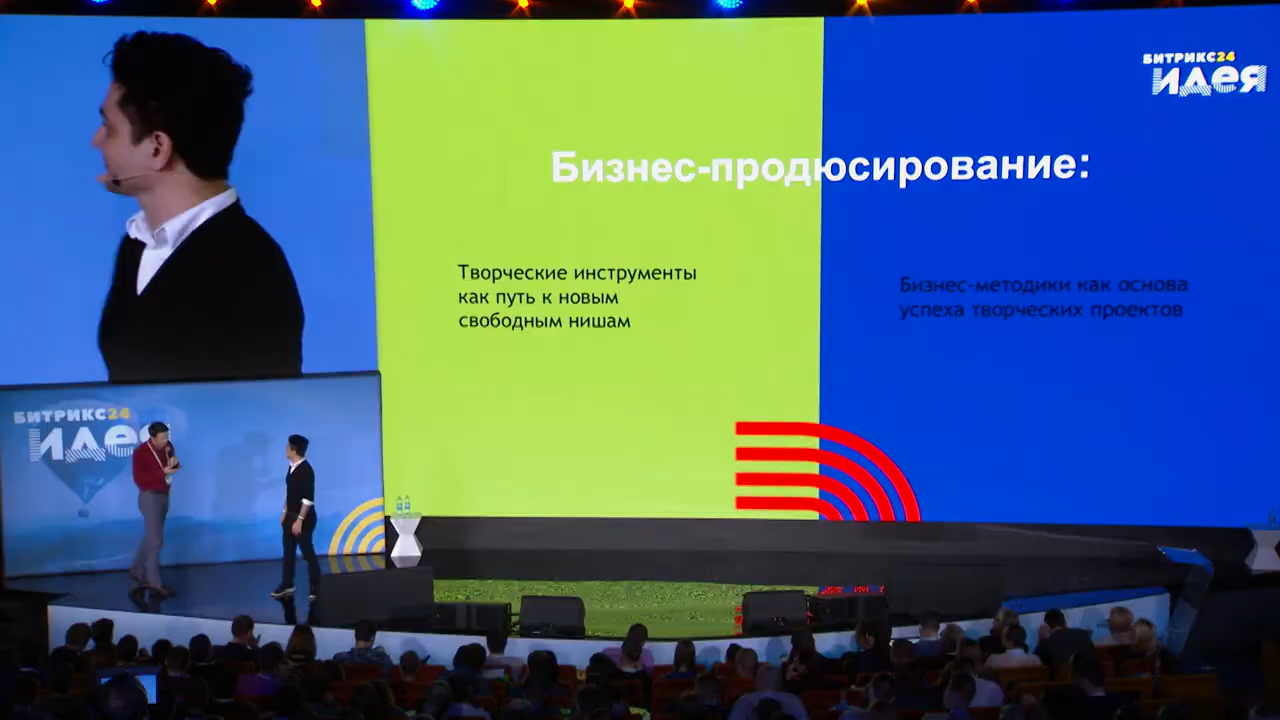 БИТРИКС24
идея
Бизнес-продюсирование:
Творческие инструменты
как путь к новым
свободным нишам
Бизнес-методики как основа
успеха творческих проектов
БИТРИКС24
идея